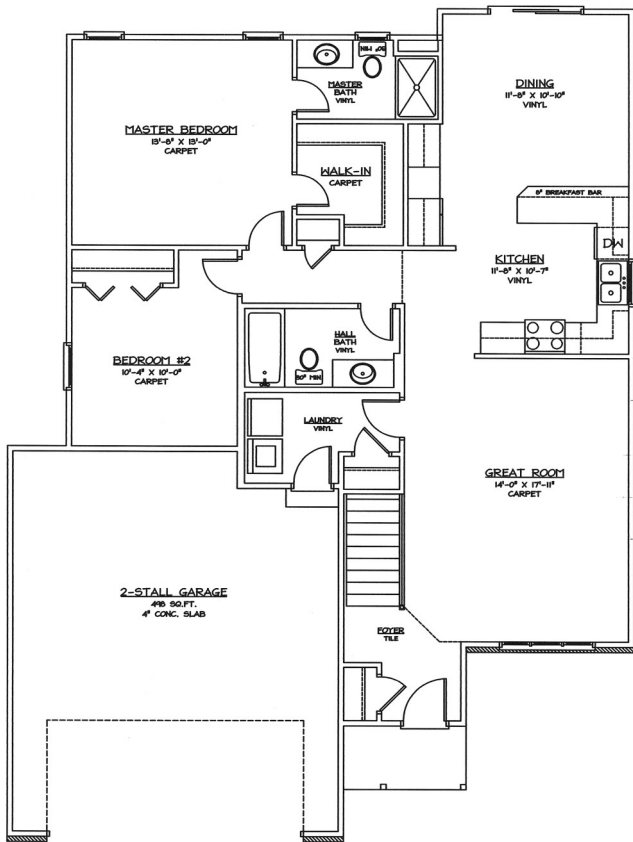 30" MIN
MASTER
BATH
VINYL
DINING
11'-8" X 10'-10"
VINYL
MASTER BEDROOM
13'-8" X 13'-0"
CARPET
WALK-IN
CARPET
8" BREAKFAST BAR
DW
KITCHEN
11'-8" X 10'-7"
VINYL
HALL
BATH
VINYL
BEDROOM #2
10'-4" X 10'-0"
CARPET
30" MIN
LAUNDRY
VINYL
GREAT ROOM
14'-0" X 17'-11"
CARPET
2-STALL GARAGE
498 SQ.FT.
4" CONC. SLAB
FOYER
TILE